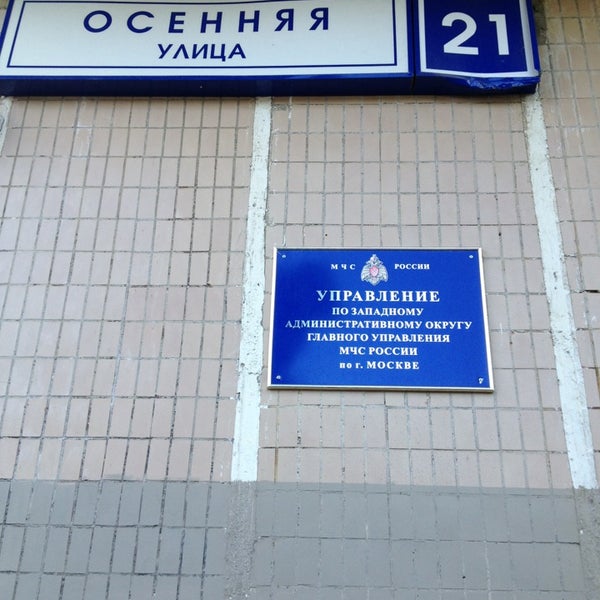 ОСЕННЯЯ
УЛИЦА
21
МЧС РОССИИ
УПРАВЛЕНИЕ
ПО ЗАПАДНОМУ
АДМИНИСТРАТИВНОМУ ОКРУГУ
ГЛАВНОГО УПРАВЛЕНИЯ
МЧС РОССИИ
по г. МОСКВЕ